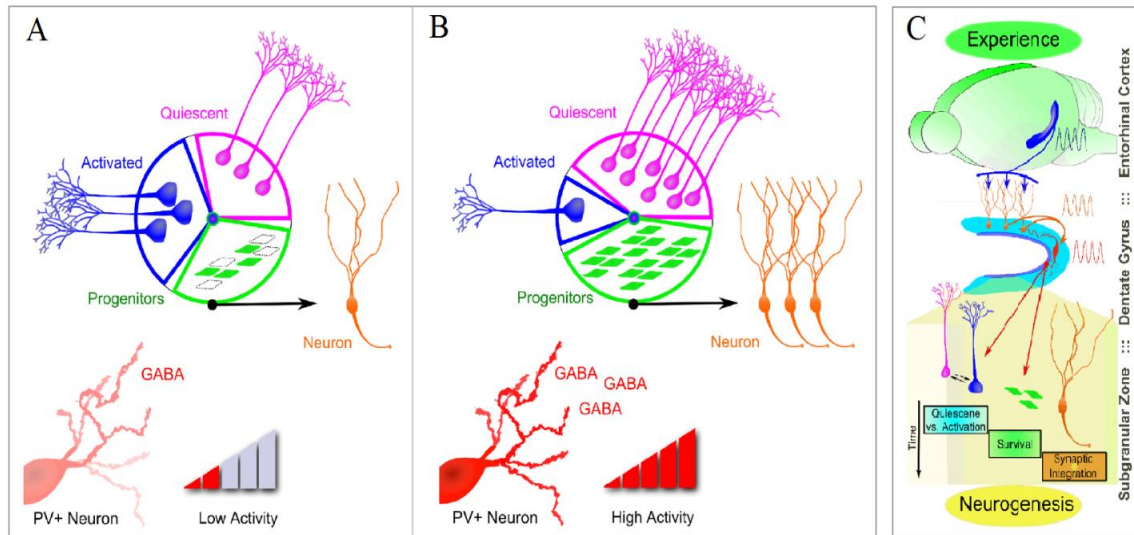 A
Quiescent
Activated
Progenitors
Neuron
GABA
PV+ Neuron
Low Activity
B
Quiescent
Activated
Progenitors
Neuron
GABA
GABA
GABA
PV+ Neuron
High Activity
C
Experience
Subgranular Zone ::: Dentate Gyrus ::: Entorhinal Cortex
Time
Quiescene
vs. Activation
Survival
Synaptic
Integration
Neurogenesis